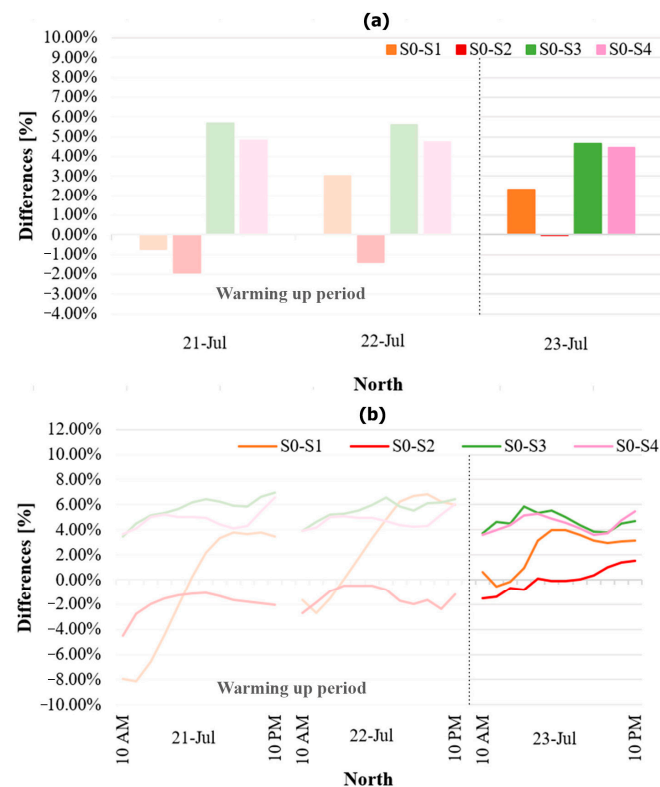 (a)
10.00%
9.00%
8.00%
7.00%
6.00%
5.00%
4.00%
3.00%
2.00%
1.00%
0.00%
−1.00%
−2.00%
−3.00%
−4.00%
Differences [%]
S0-S1 S0-S2 S0-S3 S0-S4
Warming up period
21-Jul 22-Jul 23-Jul
North
(b)
12.00%
10.00%
8.00%
6.00%
4.00%
2.00%
0.00%
−2.00%
−4.00%
−6.00%
−8.00%
−10.00%
Differences [%]
S0-S1 S0-S2 S0-S3 S0-S4
Warming up period
10 AM 21-Jul 10 PM 10 AM 22-Jul 10 PM 10 AM 23-Jul 10 PM
North